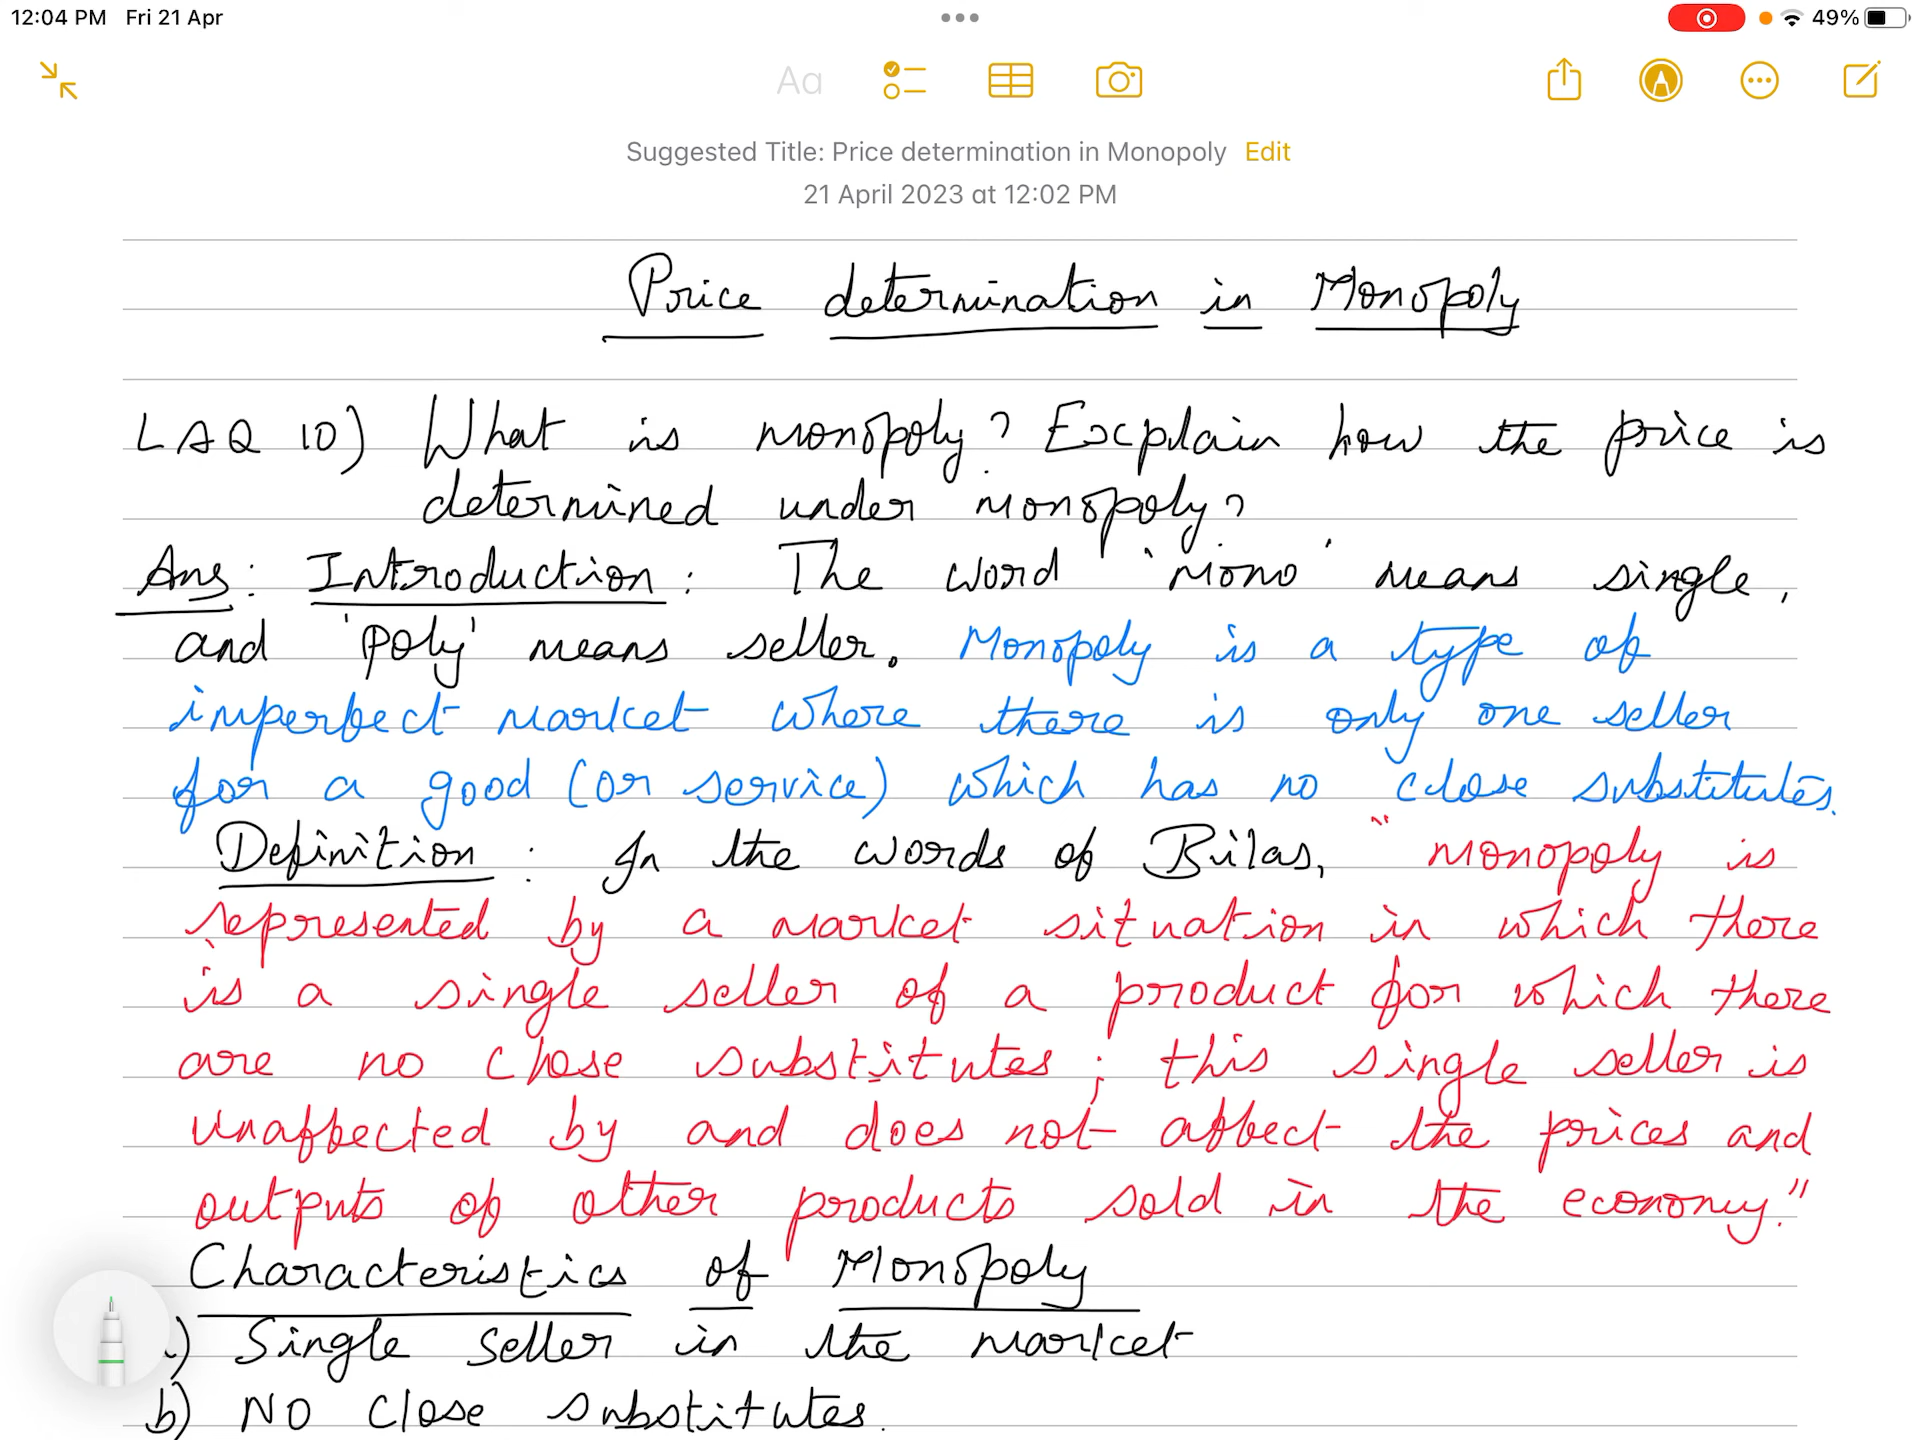 12:04 PM Fri 21 Apr
49%
Aa
Suggested Title: Price determination in Monopoly Edit
21 April 2023 at 12:02 PM
Price determination in Monopoly
LAQ 10) What is monopoly? Explain how the price is
determined under monopoly?
Ans: Introduction: The word 'mono' means single,
and 'poly' means seller. Monopoly is a type of
imperfect market where there is only one seller
for a good (or service) which has no close substitutes.
Definition: In the words of Bilas, "monopoly is
represented by a market situation in which there
is a single seller of a product for which there
are no close substitutes; this single seller is
unaffected by and does not affect the prices and
outputs of other products sold in the economy."
Characteristics of Monopoly
) Single seller in the market
b) No close substitutes.